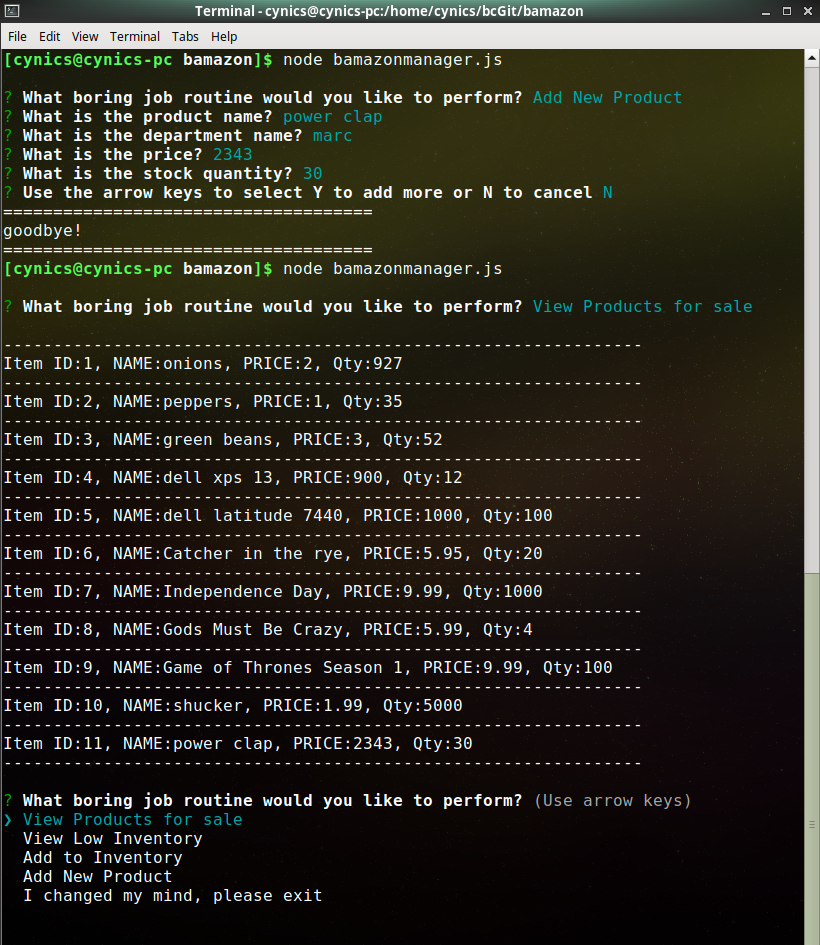 Terminal - cynics@cynics-pc:/home/cynics/bcGit/bamazon
File Edit View Terminal Tabs Help
[cynics@cynics-pc bamazon]$ node bamazonmanager.js
? What boring job routine would you like to perform? Add New Product
? What is the product name? power clap
? What is the department name? marc
? What is the price? 2343
? What is the stock quantity? 30
? Use the arrow keys to select Y to add more or N to cancel N
=====================================
goodbye!
=====================================
[cynics@cynics-pc bamazon]$ node bamazonmanager.js
? What boring job routine would you like to perform? View Products for sale
----------------------------------------------------------------
Item ID:1, NAME:onions, PRICE:2, Qty:927
----------------------------------------------------------------
Item ID:2, NAME:peppers, PRICE:1, Qty:35
----------------------------------------------------------------
Item ID:3, NAME:green beans, PRICE:3, Qty:52
----------------------------------------------------------------
Item ID:4, NAME:dell xps 13, PRICE:900, Qty:12
----------------------------------------------------------------
Item ID:5, NAME:dell latitude 7440, PRICE:1000, Qty:100
----------------------------------------------------------------
Item ID:6, NAME:Catcher in the rye, PRICE:5.95, Qty:20
----------------------------------------------------------------
Item ID:7, NAME:Independence Day, PRICE:9.99, Qty:1000
----------------------------------------------------------------
Item ID:8, NAME:Gods Must Be Crazy, PRICE:5.99, Qty:4
----------------------------------------------------------------
Item ID:9, NAME:Game of Thrones Season 1, PRICE:9.99, Qty:100
----------------------------------------------------------------
Item ID:10, NAME:shucker, PRICE:1.99, Qty:5000
----------------------------------------------------------------
Item ID:11, NAME:power clap, PRICE:2343, Qty:30
----------------------------------------------------------------
? What boring job routine would you like to perform? (Use arrow keys)
❯ View Products for sale
View Low Inventory
Add to Inventory
Add New Product
I changed my mind, please exit